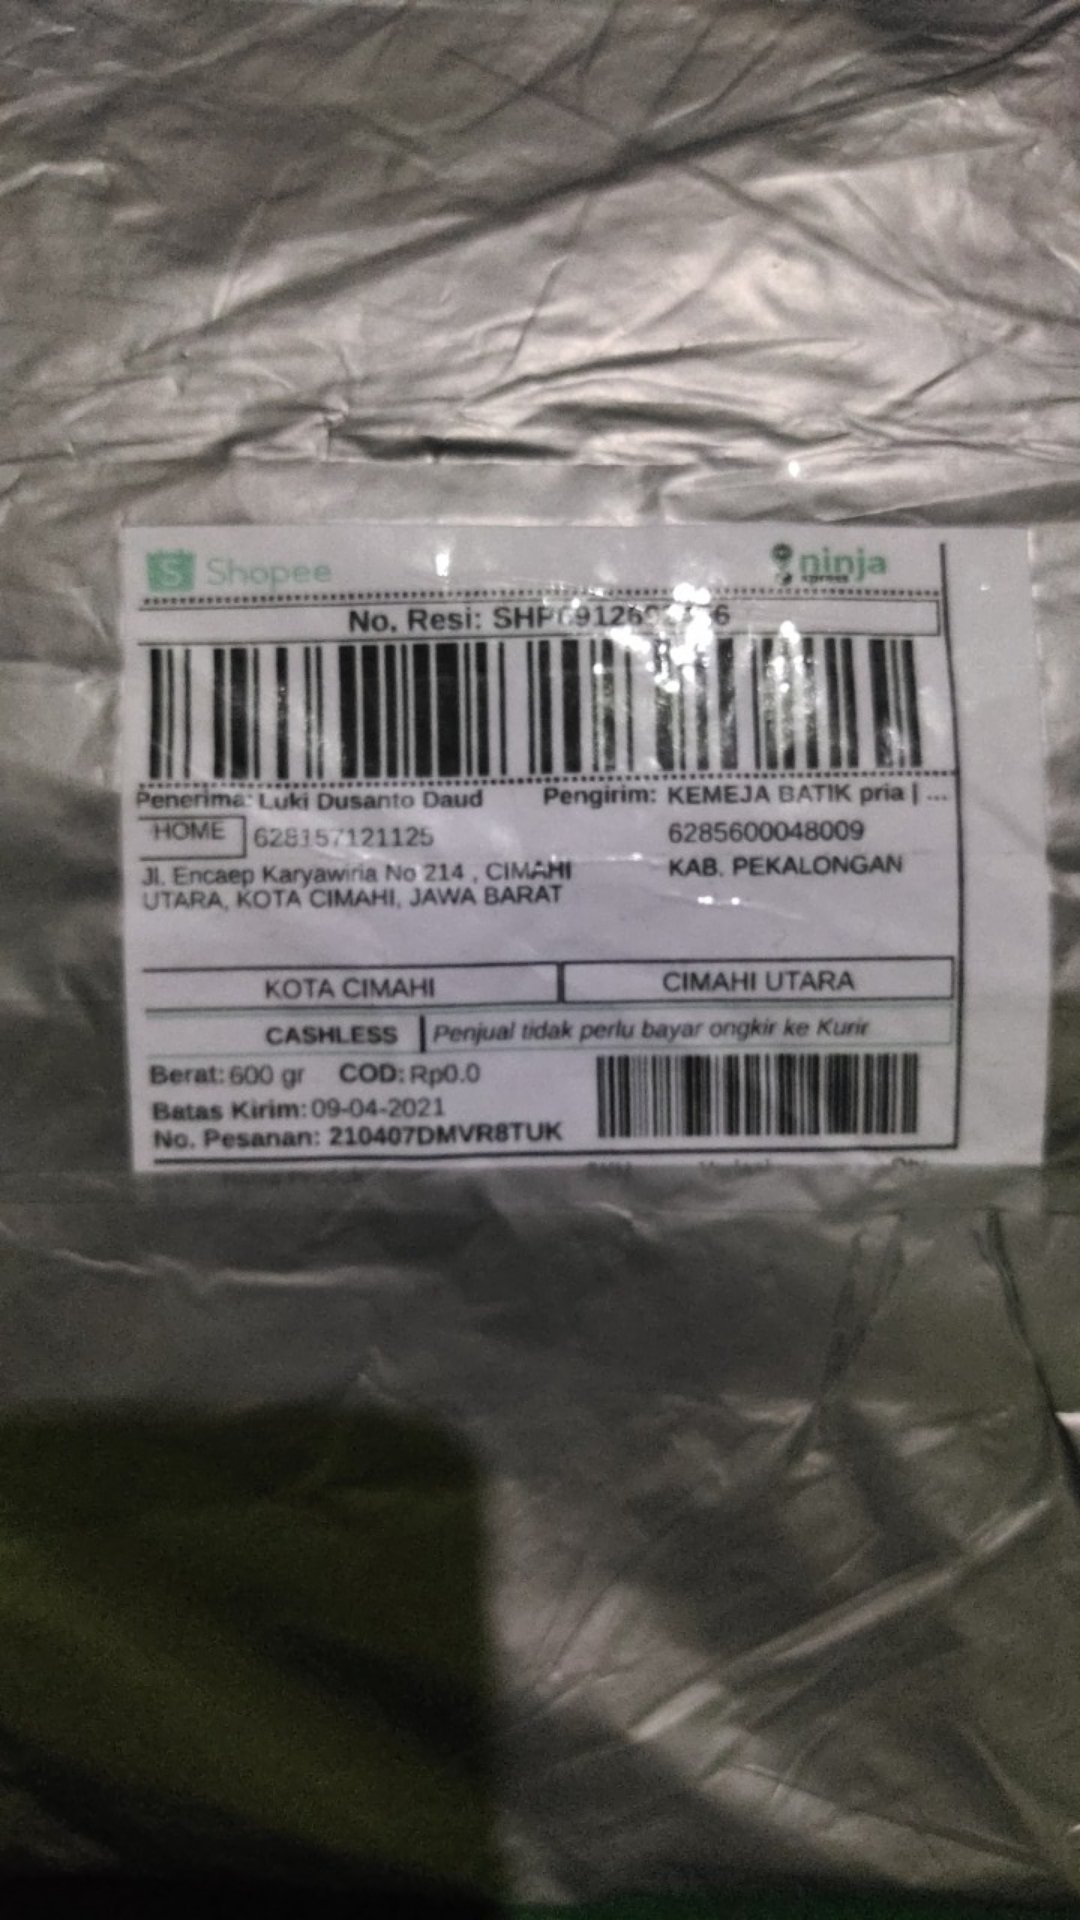 S Shopee
ninja
xpress
No. Resi:
Penerima: Luki Dusanto Daud
Pengirim: KEMEJA BATIK pria | ...
HOME 628157121125
6285600048009
Jl. Encaep Karyawiria No 214 , CIMAHI
KAB. PEKALONGAN
UTARA, KOTA CIMAHI, JAWA BARAT
KOTA CIMAHI
CIMAHI UTARA
CASHLESS
Penjual tidak perlu bayar ongkir ke Kurir
Berat: 600 gr COD: Rp0.0
Batas Kirim: 09-04-2021
No. Pesanan: 210407DMVR8TUK